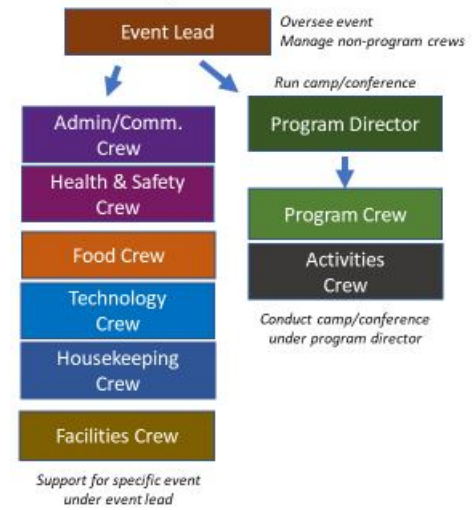 Event Lead
Oversee event
Manage non-program crews
Run camp/conference
Admin/Comm.
Crew
Health & Safety
Crew
Food Crew
Technology
Crew
Housekeeping
Crew
Facilities Crew
Support for specific event
under event lead
Program Director
Program Crew
Activities
Crew
Conduct camp/conference
under program director